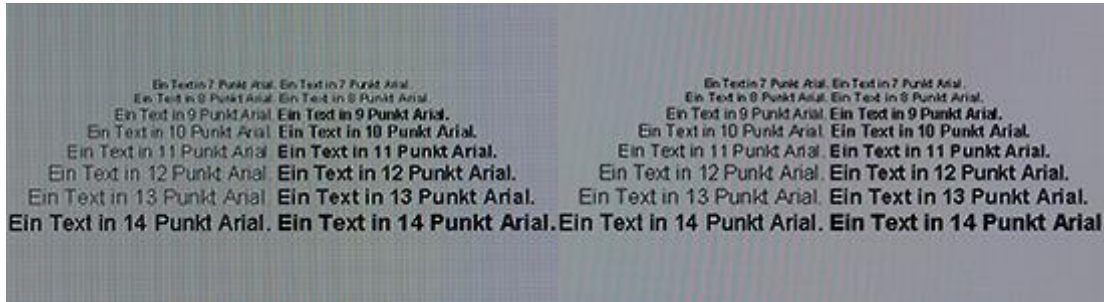 Ein Text in 7 Punkt Arial. Ein Text in 7 Punkt Arial. Ein Text in 7 Punkt Arial. Ein Text in 7 Punkt Arial.
Ein Text in 8 Punkt Arial. Ein Text in 8 Punkt Arial. Ein Text in 8 Punkt Arial. Ein Text in 8 Punkt Arial.
Ein Text in 9 Punkt Arial. Ein Text in 9 Punkt Arial. Ein Text in 9 Punkt Arial. Ein Text in 9 Punkt Arial.
Ein Text in 10 Punkt Arial. Ein Text in 10 Punkt Arial. Ein Text in 10 Punkt Arial. Ein Text in 10 Punkt Arial.
Ein Text in 11 Punkt Arial. Ein Text in 11 Punkt Arial. Ein Text in 11 Punkt Arial. Ein Text in 11 Punkt Arial.
Ein Text in 12 Punkt Arial. Ein Text in 12 Punkt Arial. Ein Text in 12 Punkt Arial. Ein Text in 12 Punkt Arial.
Ein Text in 13 Punkt Arial. Ein Text in 13 Punkt Arial. Ein Text in 13 Punkt Arial. Ein Text in 13 Punkt Arial.
Ein Text in 14 Punkt Arial. Ein Text in 14 Punkt Arial. Ein Text in 14 Punkt Arial. Ein Text in 14 Punkt Arial